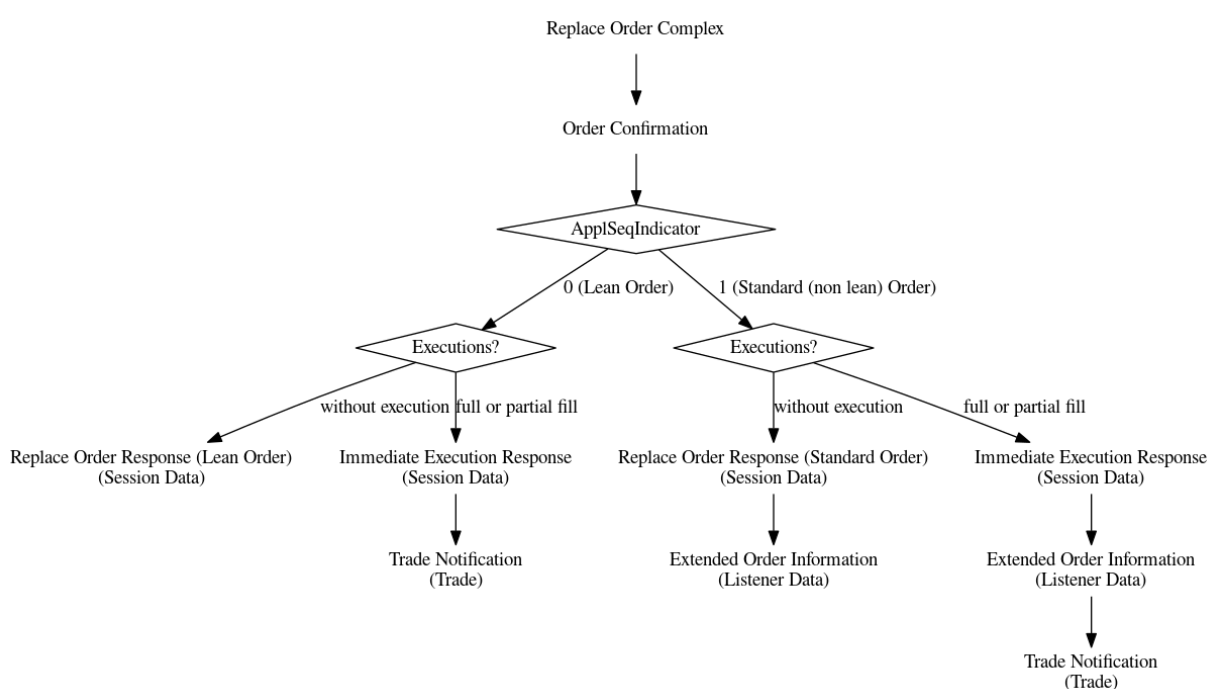 Replace Order Complex
Order Confirmation
ApplSeqIndicator
0 (Lean Order)
1 (Standard (non lean) Order)
Executions?
Executions?
without execution
full or partial fill
without execution
full or partial fill
Replace Order Response (Lean Order)
(Session Data)
Immediate Execution Response
(Session Data)
Replace Order Response (Standard Order)
(Session Data)
Immediate Execution Response
(Session Data)
Trade Notification
(Trade)
Extended Order Information
(Listener Data)
Extended Order Information
(Listener Data)
Trade Notification
(Trade)